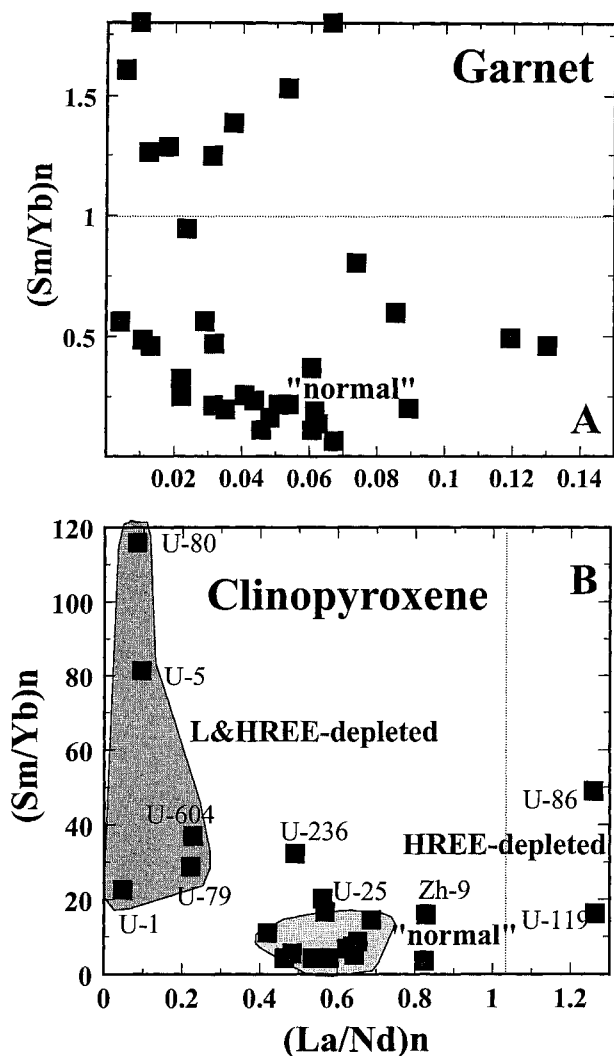 Garnet
1.5
1
0.5
(Sm/Yb)n
"normal"
A
0.02 0.04 0.06 0.08 0.1 0.12 0.14
120
100
80
60
40
20
0
(Sm/Yb)n
B
U-80
Clinopyroxene
U-5
L&HREE-depleted
U-86
U-604
U-236
HREE-depleted
U-79
U-25
Zh-9
U-1
"normal"
U-119
0 0.2 0.4 0.6 0.8 1 1.2
(La/Nd)n